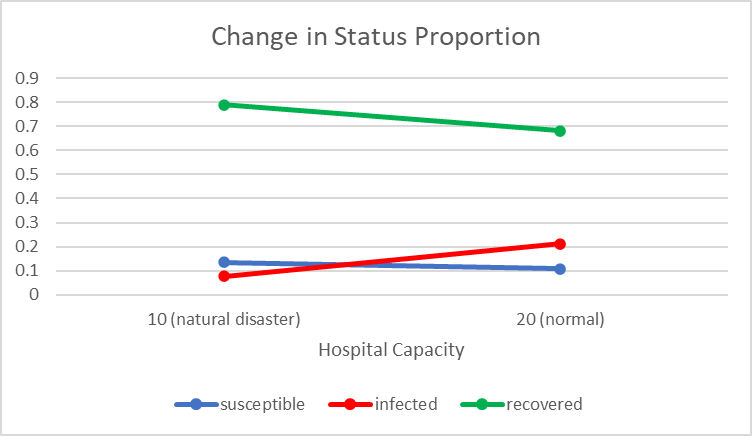 Change in Status Proportion
0.9
0.8
0.7
0.6
0.5
0.4
0.3
0.2
0.1
0
10 (natural disaster) 20 (normal)
Hospital Capacity
susceptible infected recovered